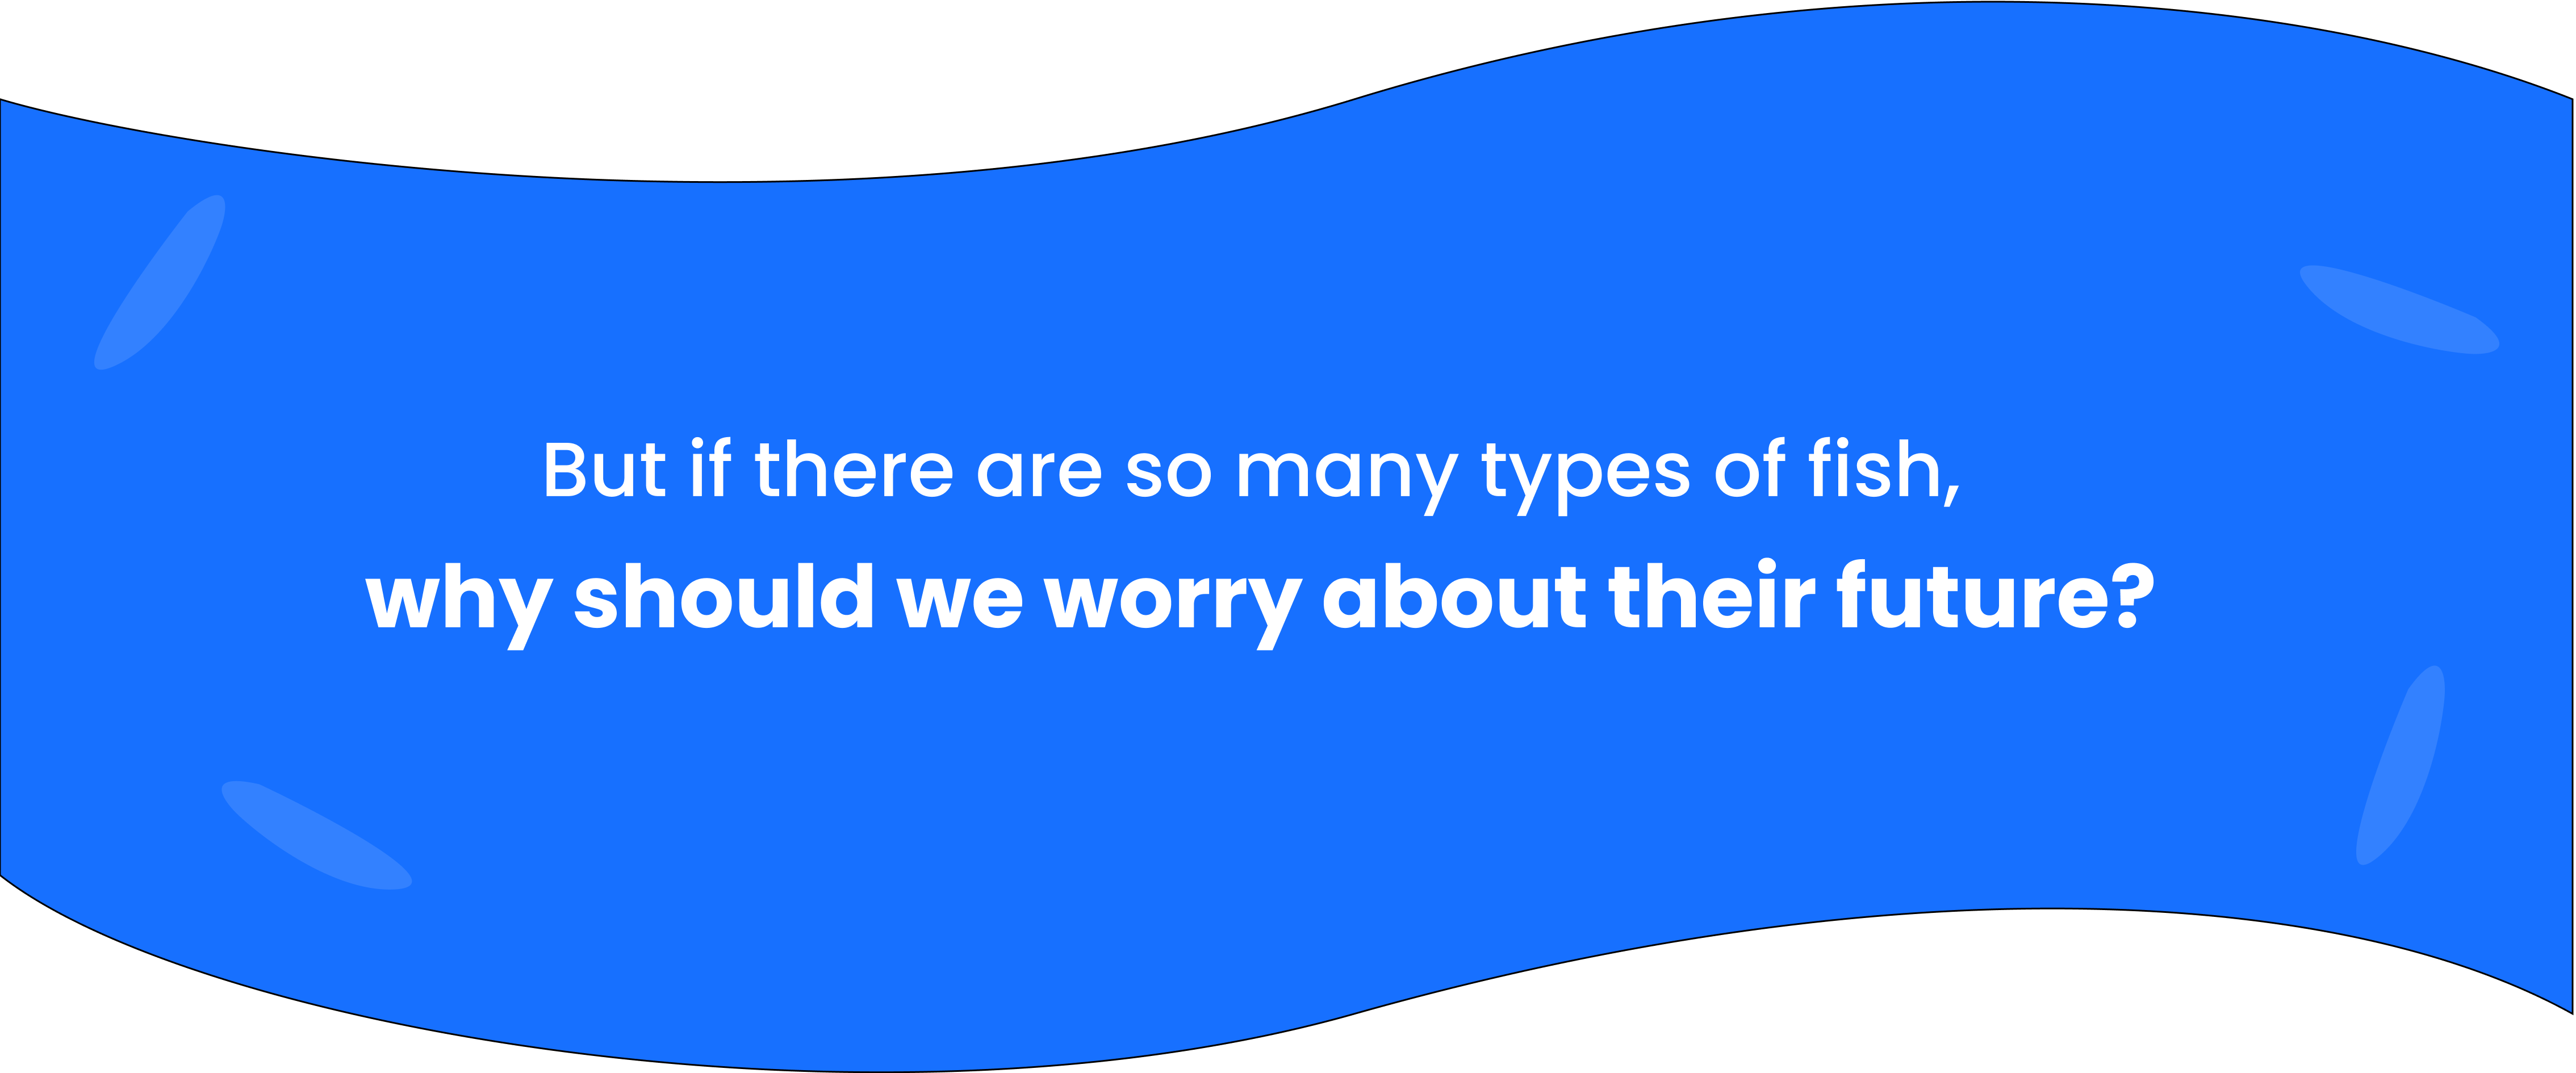 But if there are so many types of fish,
why should we worry about their future?